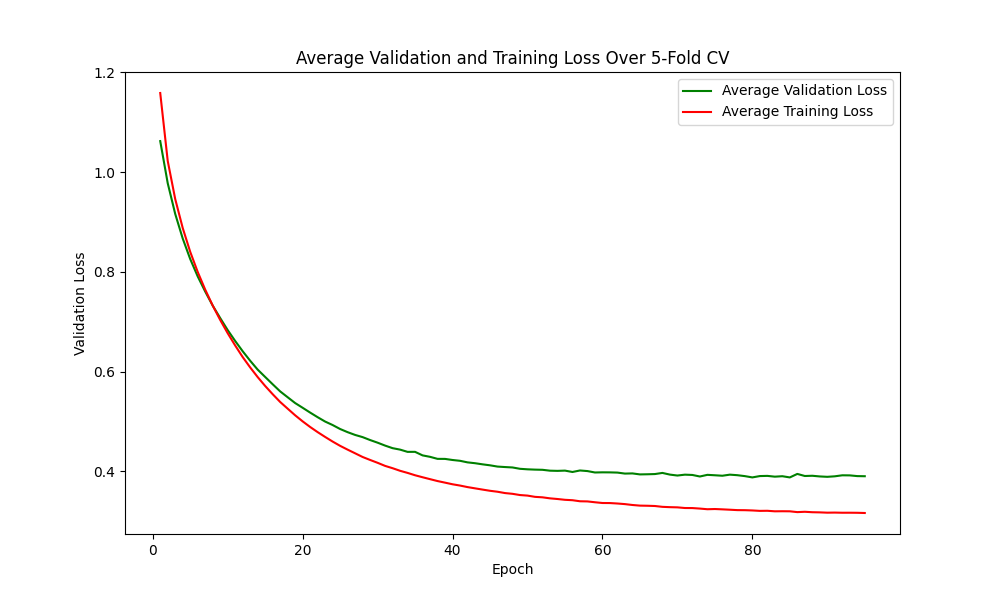 Average Validation and Training Loss Over 5-Fold CV
Average Validation Loss
Average Training Loss
1.2
1.0
0.8
0.6
0.4
Validation Loss
0
20
40
60
80
Epoch